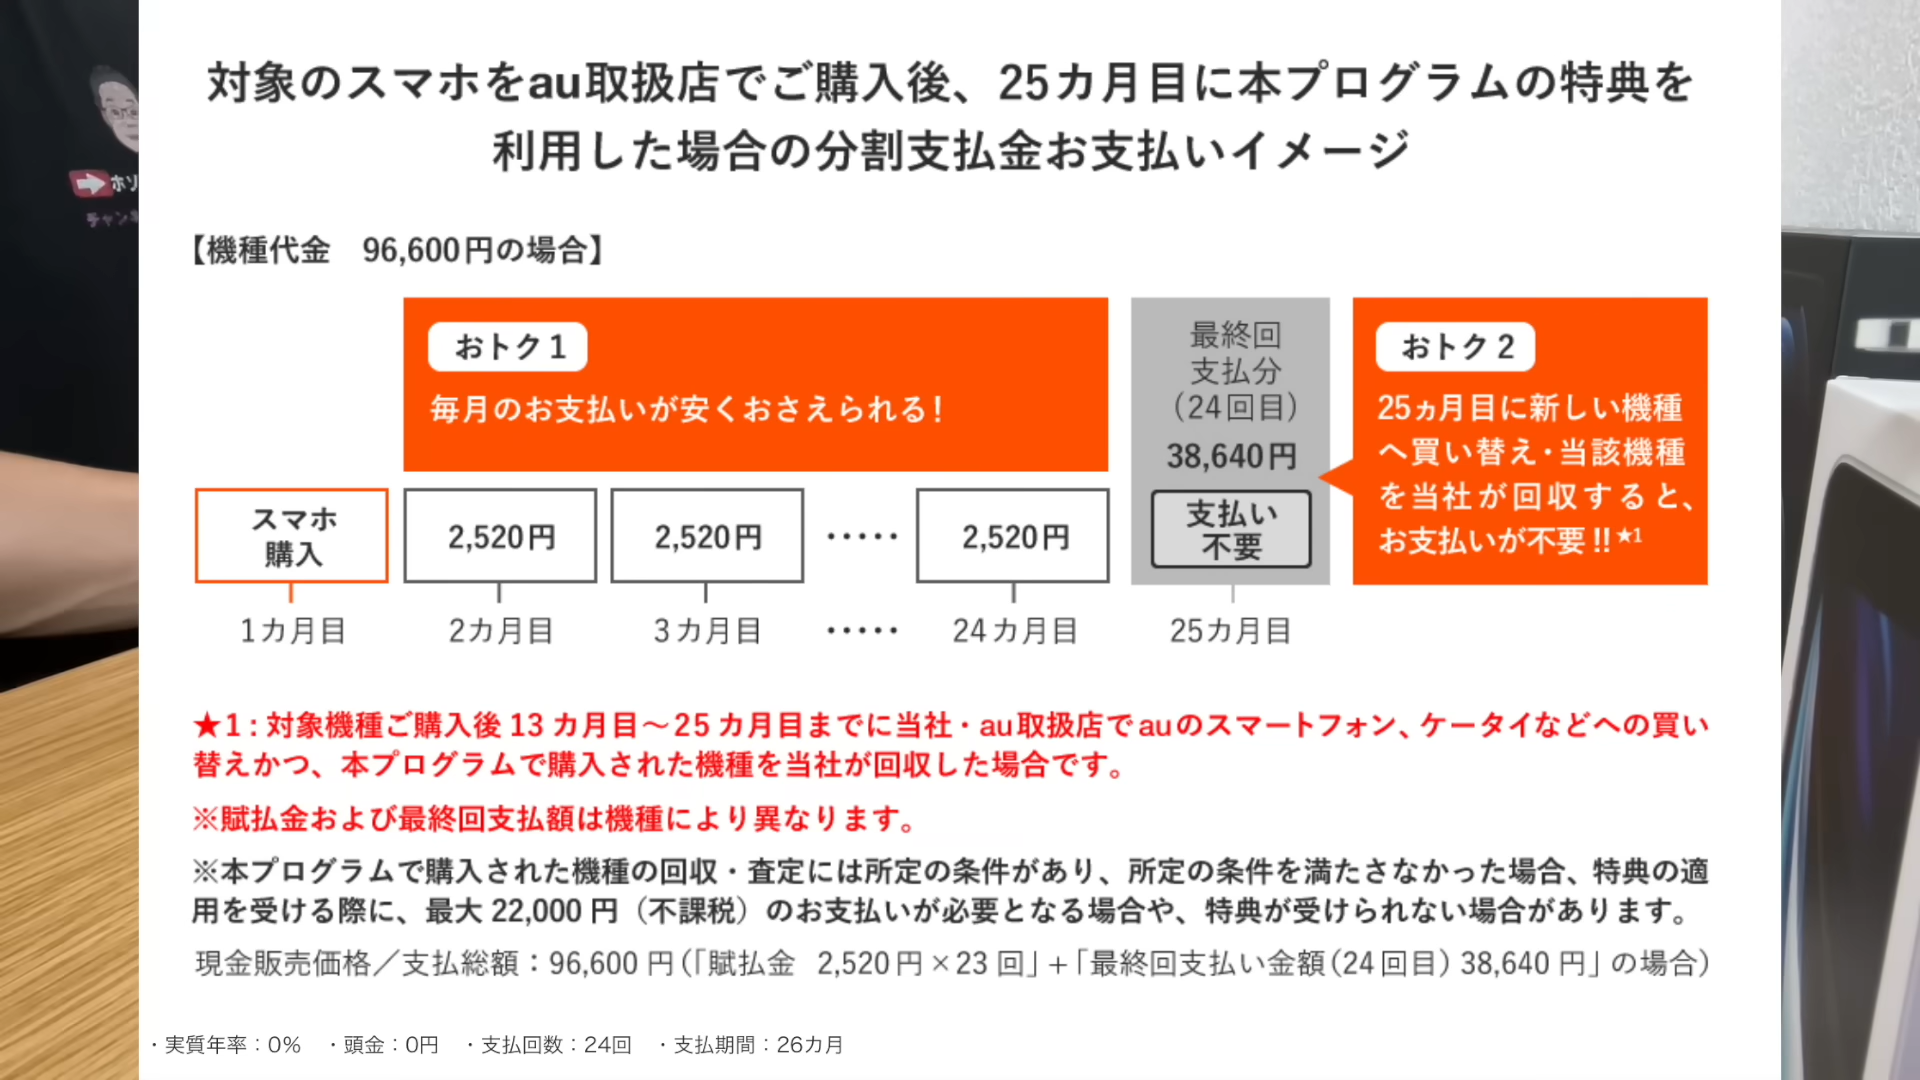 対象のスマホをau取扱店でご購入後、25カ月目に本プログラムの特典を
利用した場合の分割支払金お支払いイメージ
【機種代金　96,600円の場合】
おトク1
毎月のお支払いが安くおさえられる!
最終回
支払分
(24回目)
38,640円
支払い
不要
おトク2
25ヵ月目に新しい機種
へ買い替え・当該機種
を当社が回収すると、
お支払いが不要!!★1
スマホ
購入
2,520円
2,520円
・・・・・
2,520円
1カ月目
2カ月目
3カ月目
・・・・・
24カ月目
25カ月目
★1:対象機種ご購入後13カ月目～25カ月目までに当社・au取扱店でauのスマートフォン、ケータイなどへの買い
替えかつ、本プログラムで購入された機種を当社が回収した場合です。
※賦払金および最終回支払額は機種により異なります。
※本プログラムで購入された機種の回収・査定には所定の条件があり、所定の条件を満たさなかった場合、特典の適
用を受ける際に、最大22,000円（不課税）のお支払いが必要となる場合や、特典が受けられない場合があります。
現金販売価格／支払総額：96,600円(「賦払金　2,520円×23回」+「最終回支払い金額(24回目)38,640円」の場合)
・実質年率：0%　・頭金：0円　・支払回数：24回　・支払期間：26カ月
ホソ
チャン